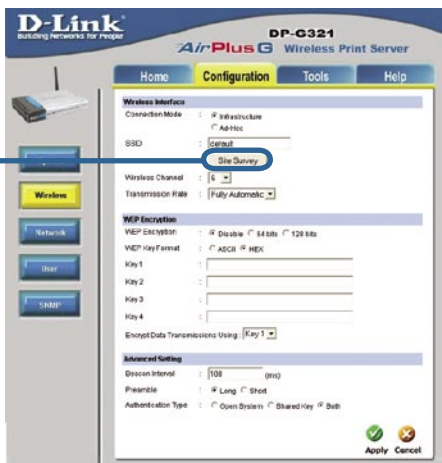 D-Link
Building Networks for People
DP-G321
AirPlus G Wireless Print Server
Home Configuration Tools Help
Wireless Interface
Connection Mode : Infrastructure
Ad-Hoc
SSID : default
Site Survey
Wireless Channel : 6
Transmission Rate : Fully Automatic
Wireless
WEP Encryption
WEP Encryption : Disable 64 bits 128 bits
Network
WEP Key Format : ASCII HEX
Key 1 :
User
Key 2 :
Key 3 :
SNMP
Key 4 :
Encrypt Data Transmissions Using : Key 1
Advanced Setting
Beacon Interval : 100 (ms)
Preamble : Long Short
Authentication Type : Open System Shared Key Both
Apply Cancel